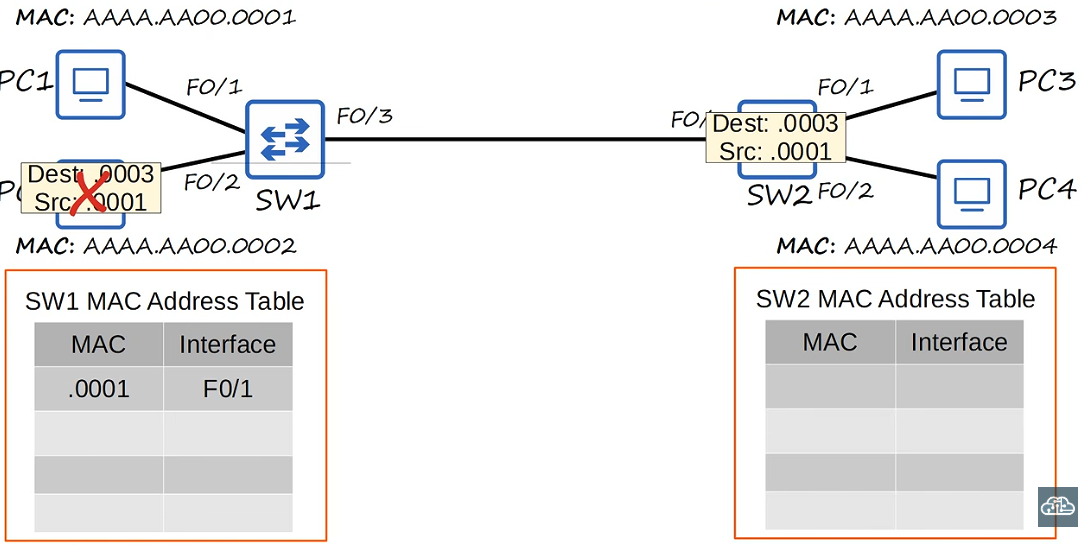 MAC: AAAA.AA00.0001
MAC: AAAA.AA00.0003
PC1
F0/1
F0/3
F0/1
PC3
Dest: .0003
Src: .0001
Dest: .0003
Src: .0001
F0/2
SW1
SW2
F0/2
PC4
MAC: AAAA.AA00.0002
MAC: AAAA.AA00.0004
SW1 MAC Address Table
MAC Interface
.0001 F0/1
SW2 MAC Address Table
MAC Interface